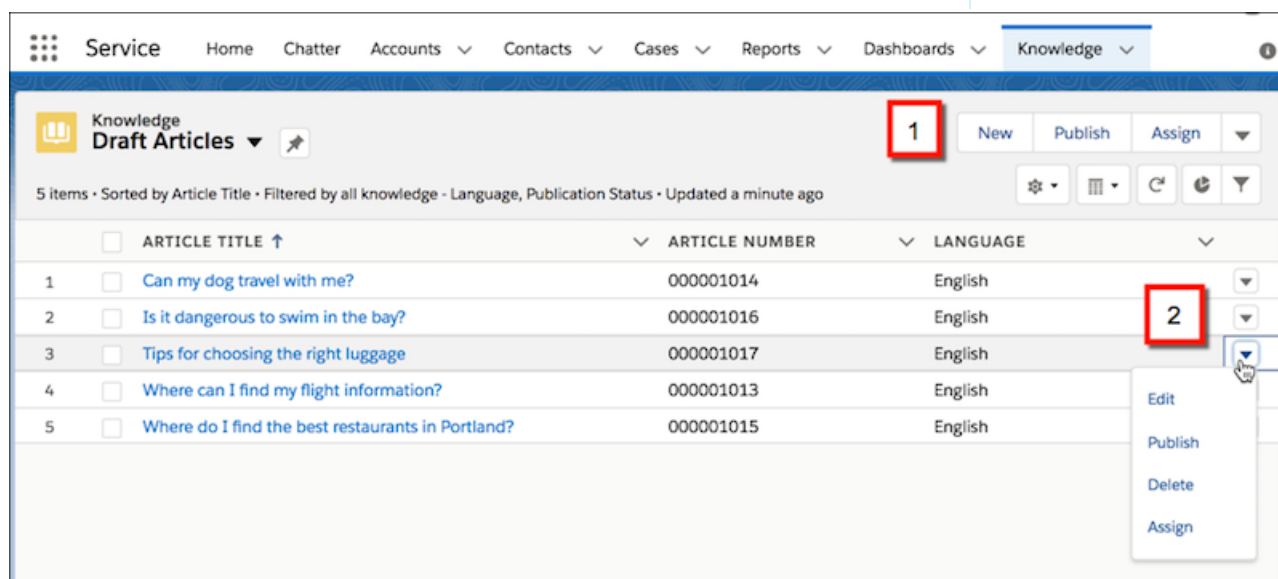 Service Home Chatter Accounts Contacts Cases Reports Dashboards Knowledge
Knowledge
Draft Articles
1
New Publish Assign
5 items • Sorted by Article Title • Filtered by all knowledge - Language, Publication Status • Updated a minute ago
ARTICLE TITLE ↑ ARTICLE NUMBER LANGUAGE
1 Can my dog travel with me? 000001014 English
2 Is it dangerous to swim in the bay? 000001016 English
2
3 Tips for choosing the right luggage 000001017 English
4 Where can I find my flight information? 000001013 English
5 Where do I find the best restaurants in Portland? 000001015 English
Edit
Publish
Delete
Assign